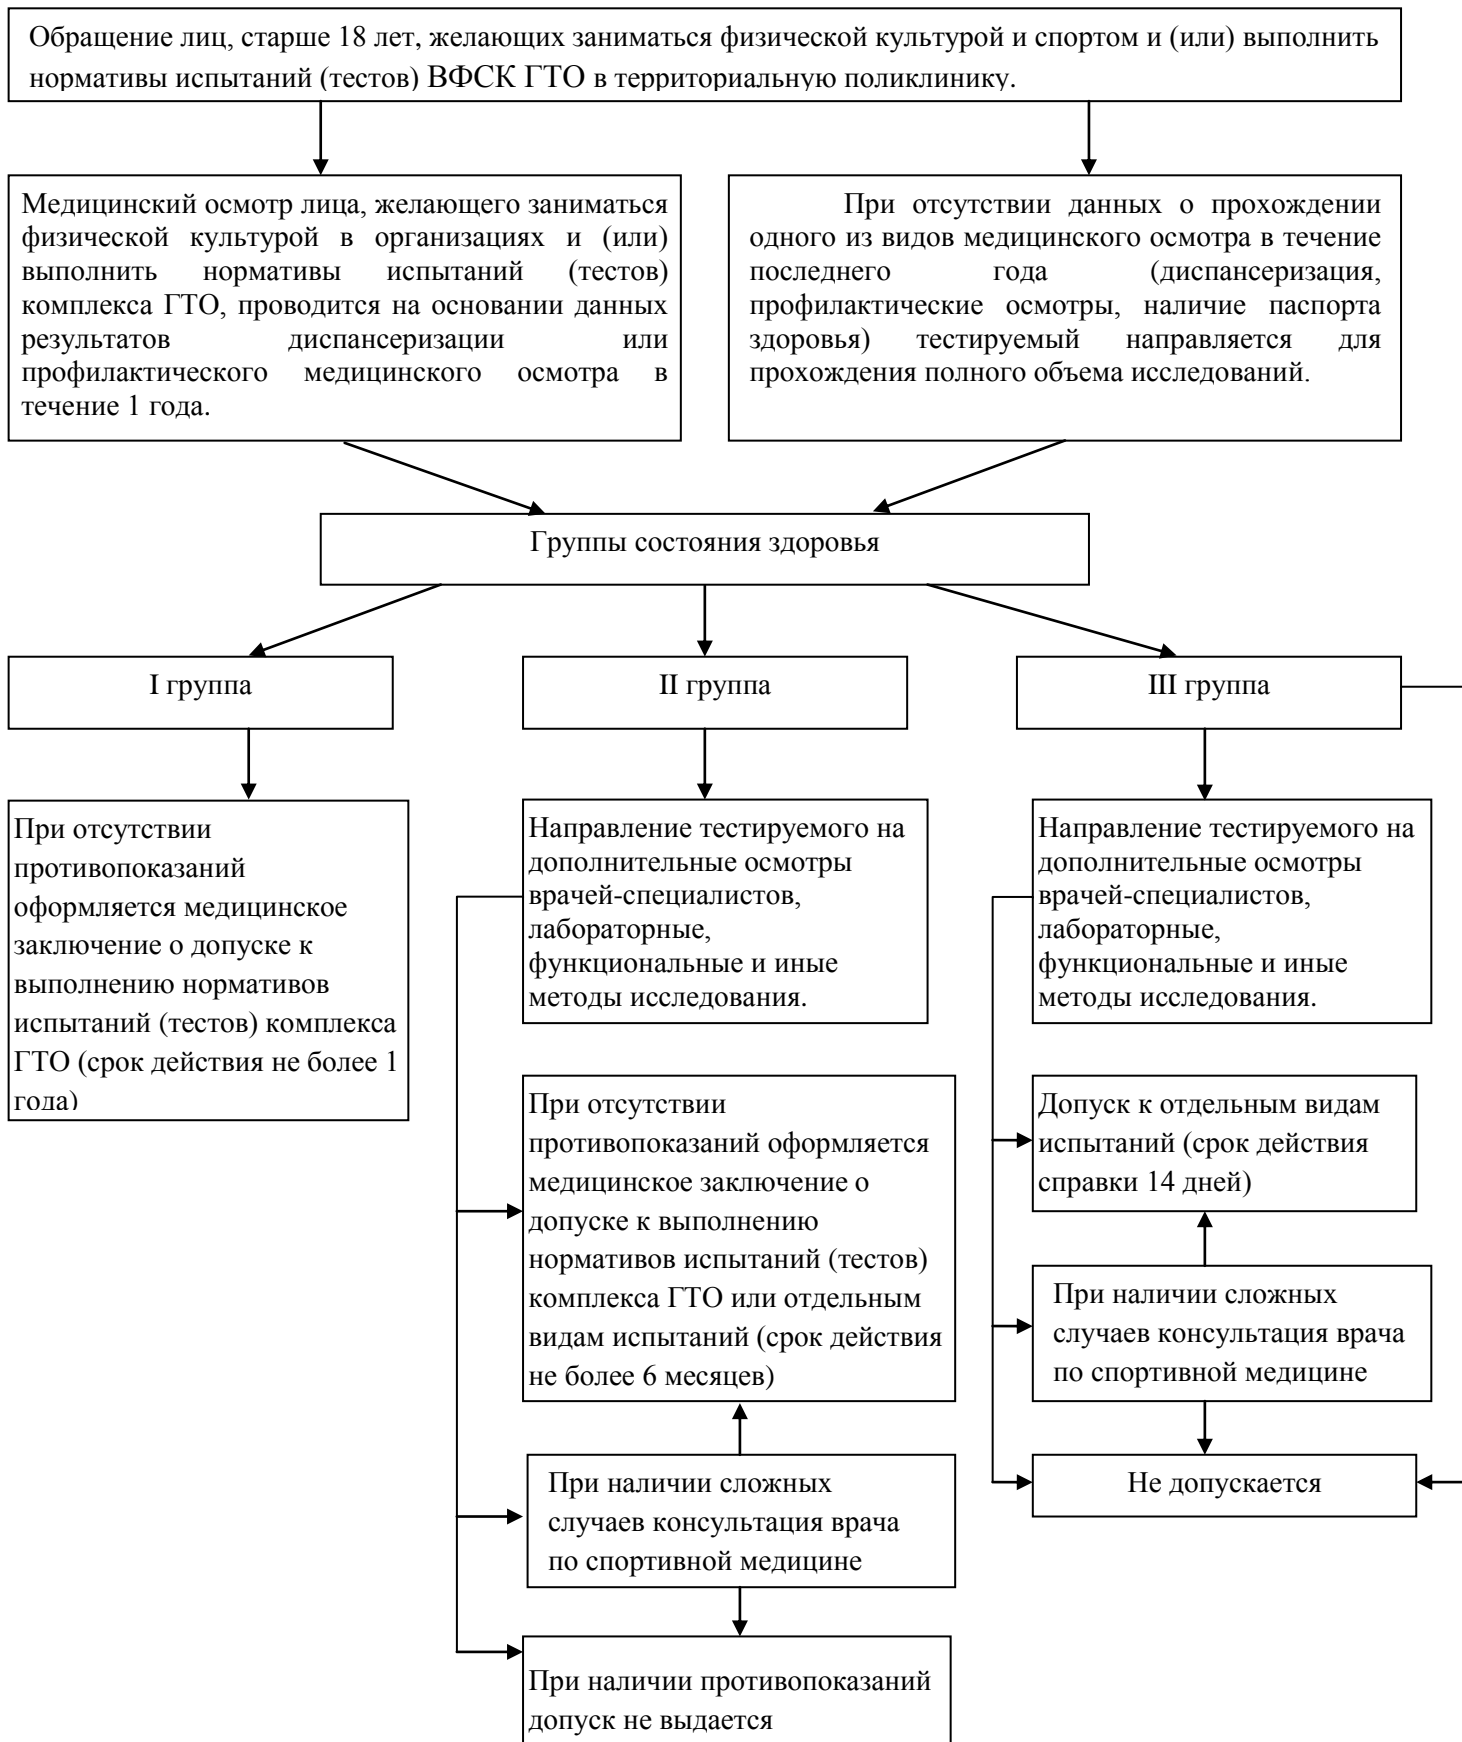 Обращение лиц, старше 18 лет, желающих заниматься физической культурой и спортом и (или) выполнить
нормативы испытаний (тестов) ВФСК ГТО в территориальную поликлинику.
Медицинский осмотр лица, желающего заниматься
физической культурой в организациях и (или)
выполнить нормативы испытаний (тестов)
комплекса ГТО, проводится на основании данных
результатов диспансеризации или
профилактического медицинского осмотра в
течение 1 года.
При отсутствии данных о прохождении
одного из видов медицинского осмотра в течение
последнего года (диспансеризация,
профилактические осмотры, наличие паспорта
здоровья) тестируемый направляется для
прохождения полного объема исследований.
Группы состояния здоровья
I группа
II группа
III группа
При отсутствии
противопоказаний
оформляется медицинское
заключение о допуске к
выполнению нормативов
испытаний (тестов) комплекса
ГТО (срок действия не более 1
года)
Направление тестируемого на
дополнительные осмотры
врачей-специалистов,
лабораторные,
функциональные и иные
методы исследования.
Направление тестируемого на
дополнительные осмотры
врачей-специалистов,
лабораторные,
функциональные и иные
методы исследования.
При отсутствии
противопоказаний оформляется
медицинское заключение о
допуске к выполнению
нормативов испытаний (тестов)
комплекса ГТО или отдельным
видам испытаний (срок действия
не более 6 месяцев)
Допуск к отдельным видам
испытаний (срок действия
справки 14 дней)
При наличии сложных
случаев консультация врача
по спортивной медицине
Не допускается
При наличии сложных
случаев консультация врача
по спортивной медицине
При наличии противопоказаний
допуск не выдается